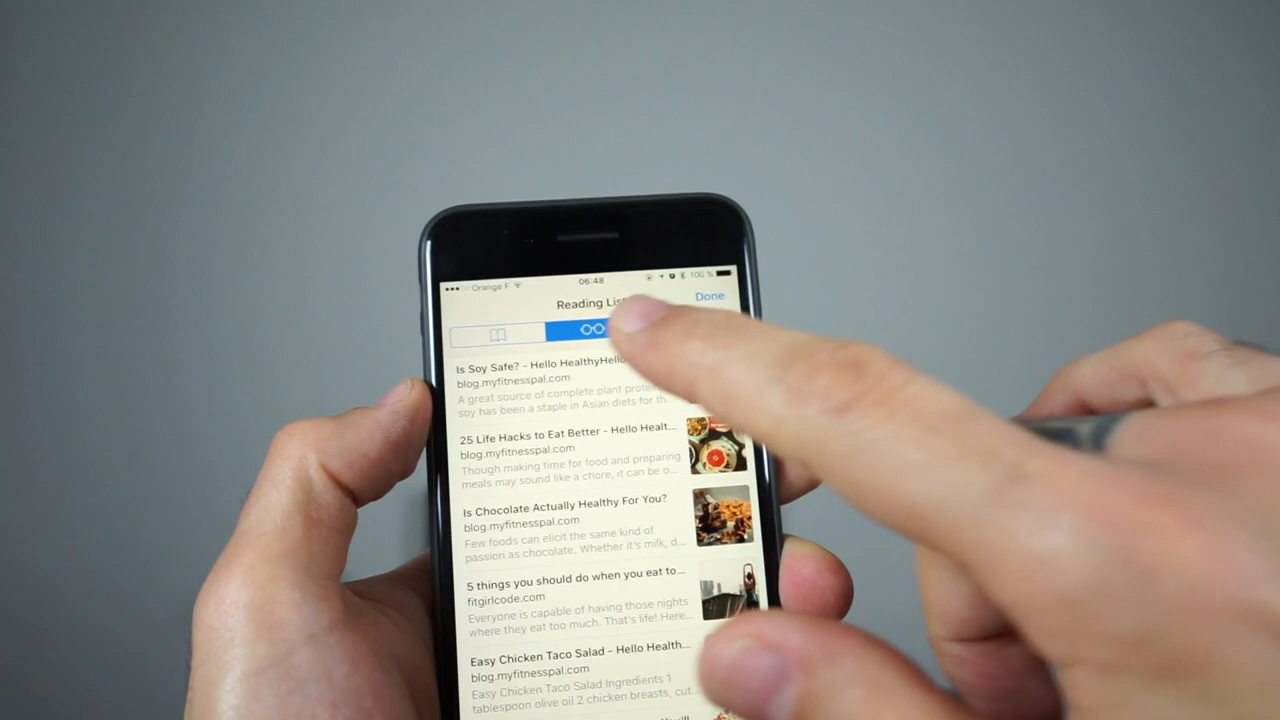 Orange F 06:48 100 %
Reading List
Done
Is Soy Safe? - Hello HealthyHello
blog.myfitnesspal.com
A great source of complete plant protein,
soy has been a staple in Asian diets for th...
25 Life Hacks to Eat Better - Hello Healt...
blog.myfitnesspal.com
Though making time for food and preparing
meals may sound like a chore, it can be o...
Is Chocolate Actually Healthy For You?
blog.myfitnesspal.com
Few foods can elicit the same kind of
passion as chocolate. Whether it's milk, d...
5 things you should do when you eat to...
fitgirlcode.com
Everyone is capable of having those nights
where they eat too much. That's life! Here...
Easy Chicken Taco Salad - Hello Health...
blog.myfitnesspal.com
Easy Chicken Taco Salad Ingredients 1
tablespoon olive oil 2 chicken breasts, cut...